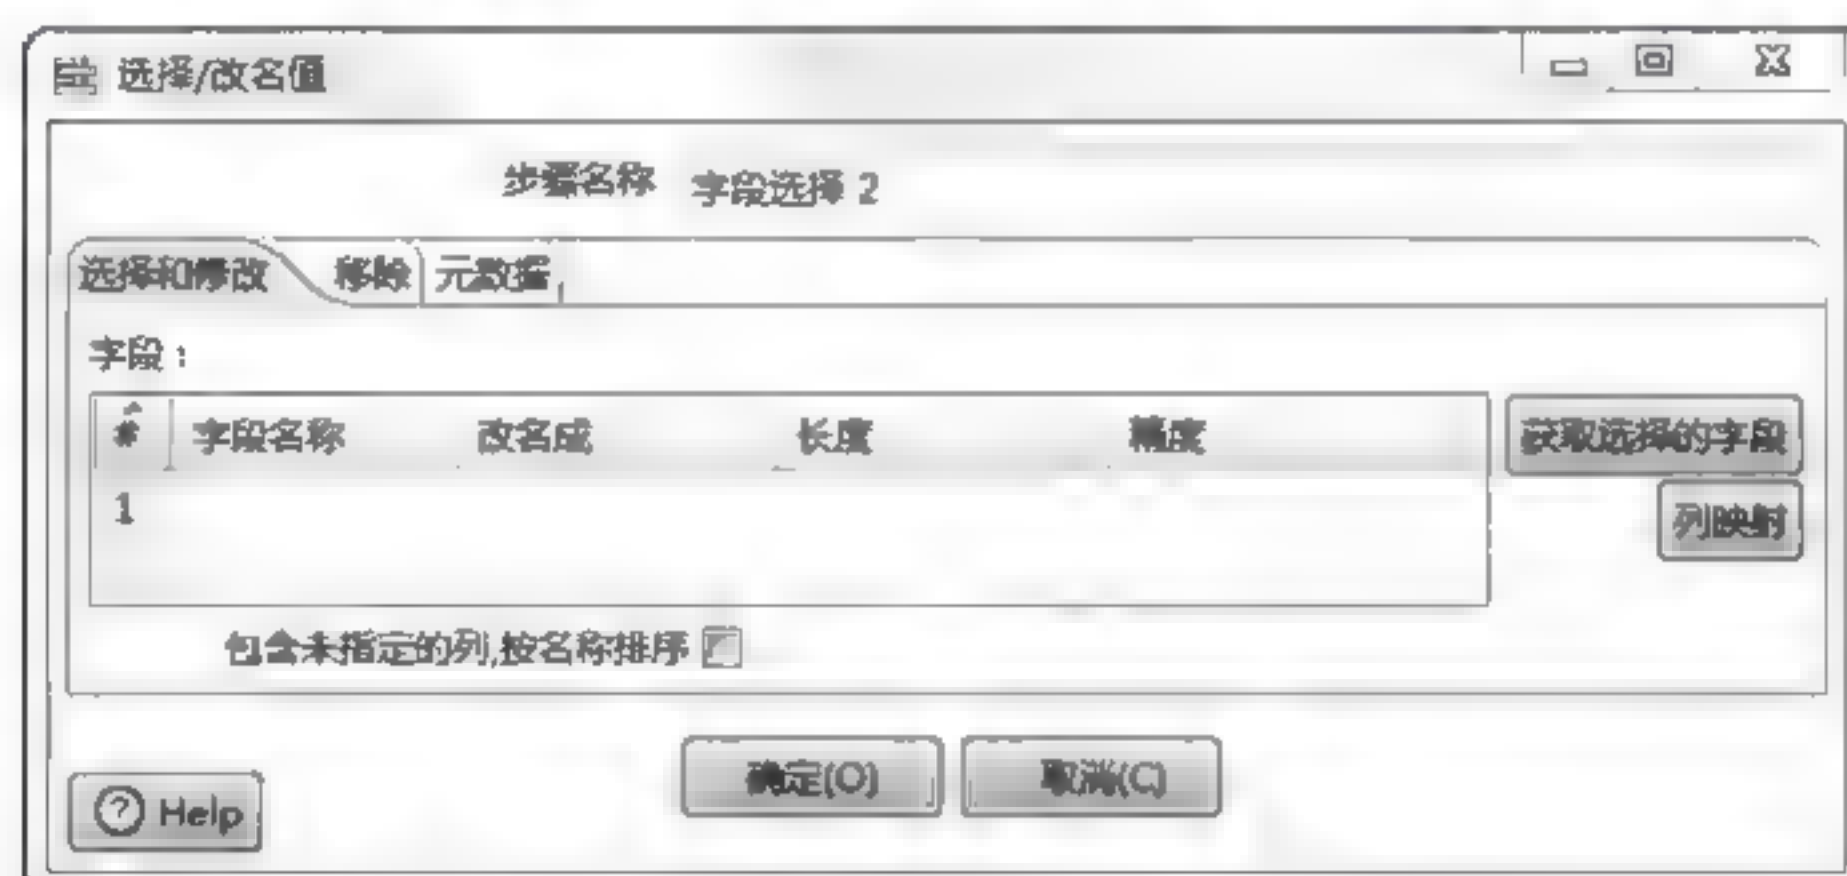 选择/改名值
步骤名称 字段选择 2
选择和修改 移除 元数据
字段：
# 字段名称 改名成 长度 精度 获取选择的字段
1 列映射
包含未指定的列,按名称排序
确定(O) 取消(C)
Help